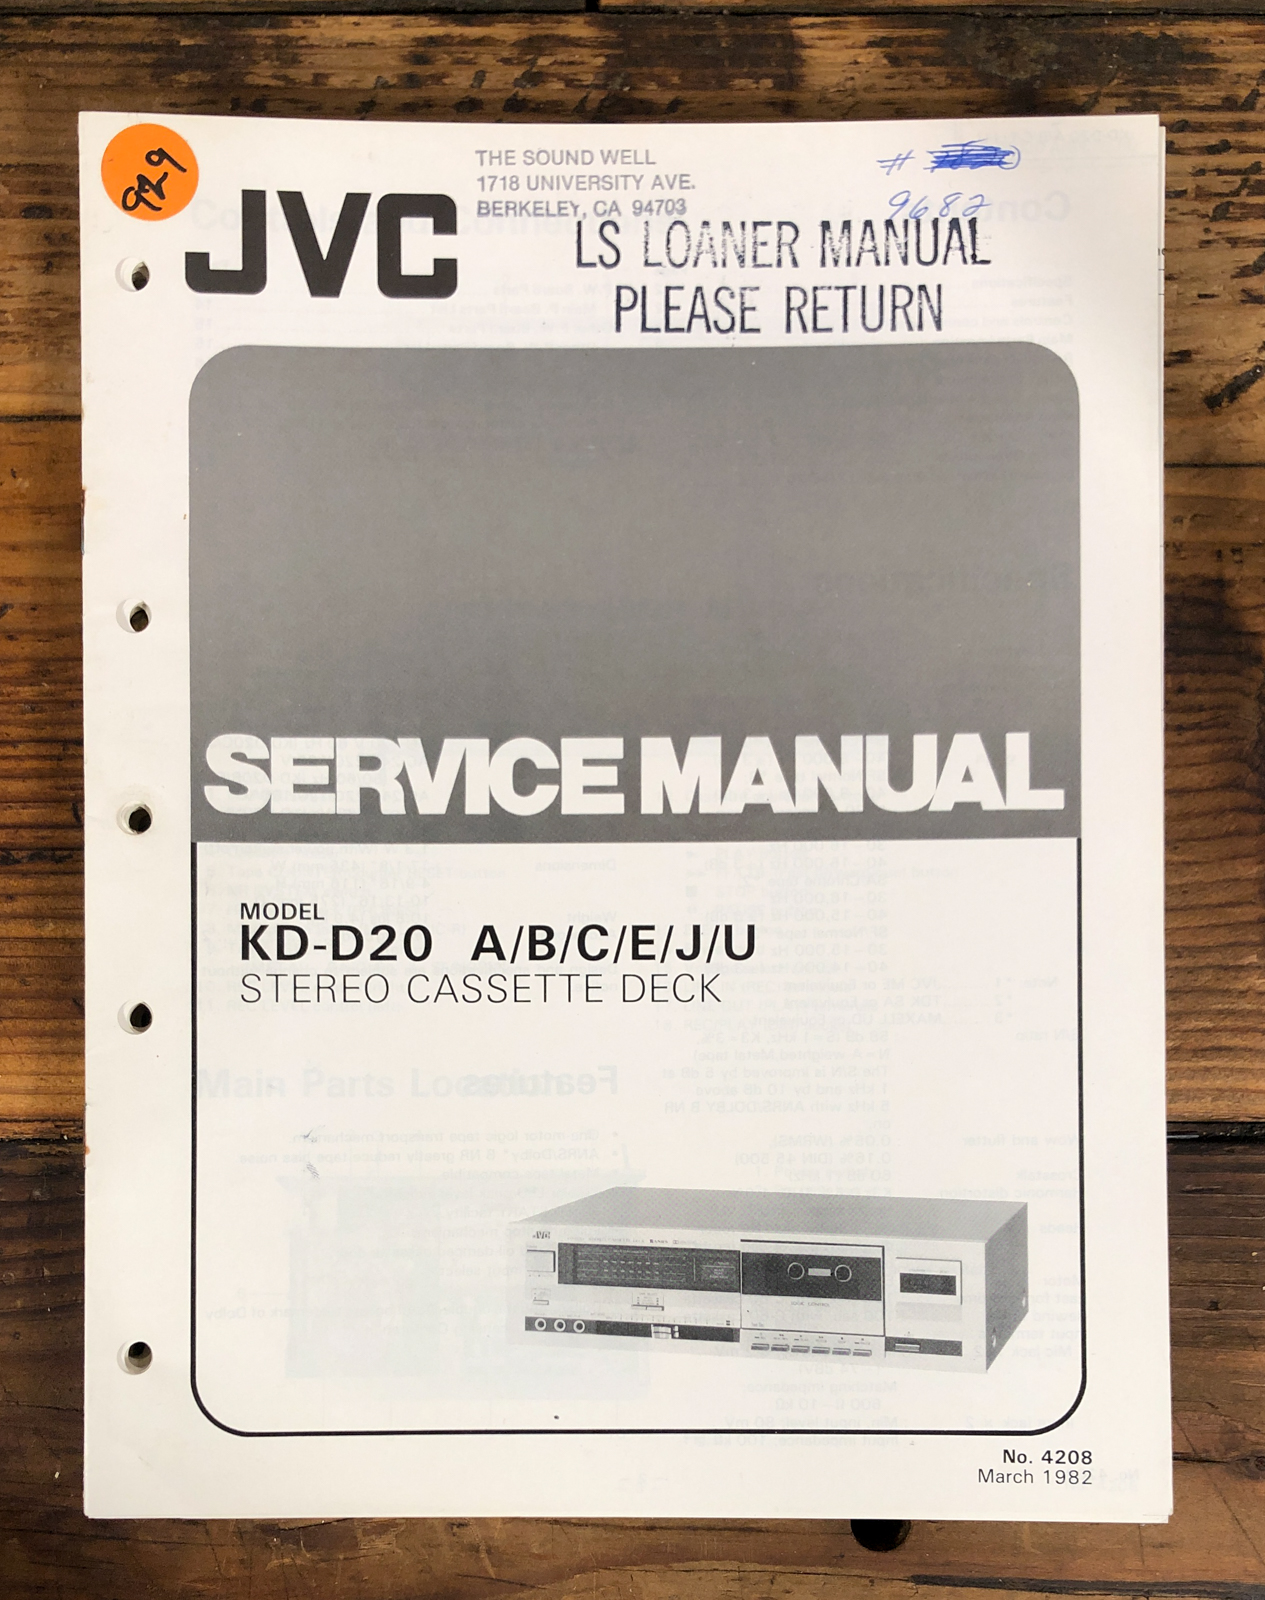 929
THE SOUND WELL
1718 UNIVERSITY AVE.
BERKELEY, CA 94703
#
9682
JVC
LS LOANER MANUAL
PLEASE RETURN
SERVICE MANUAL
MODEL
KD-D20 A/B/C/E/J/U
STEREO CASSETTE DECK
JVC
No. 4208
March 1982